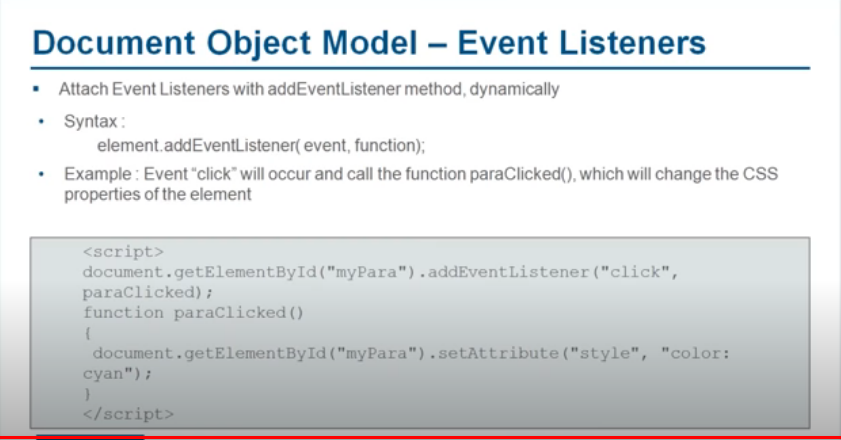 Document Object Model – Event Listeners
▪ Attach Event Listeners with addEventListener method, dynamically
• Syntax :
element.addEventListener( event, function);
• Example : Event “click” will occur and call the function paraClicked(), which will change the CSS
properties of the element
<script>
document.getElementById("myPara").addEventListener("click",
paraClicked);
function paraClicked()
{
document.getElementById("myPara").setAttribute("style", "color:
cyan");
}
</script>